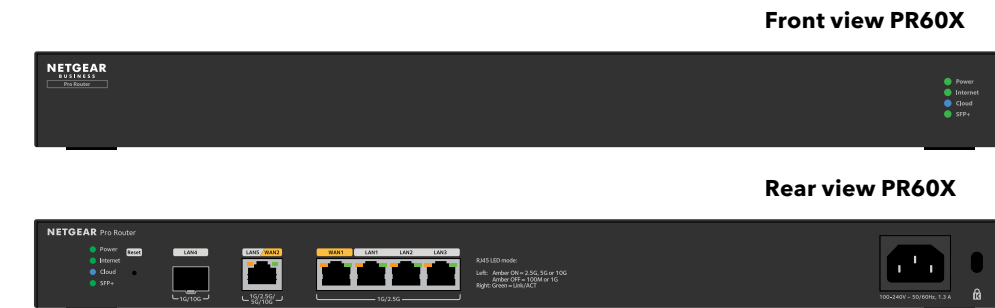 Front view PR60X
NETGEAR
BUSINESS
Pro Router
Power
Internet
Cloud
SFP+
Rear view PR60X
NETGEAR Pro Router
Power
Internet
Cloud
SFP+
Reset
LAN4
1G/10G
LAN5 / WAN2
1G/2.5G/
5G/10G
WAN1 LAN1 LAN2 LAN3
1G/2.5G
RJ45 LED mode:
Left: Amber ON = 2.5G, 5G or 10G
Amber OFF = 100M or 1G
Right: Green = Link/ACT
100-240V ~ 50/60Hz, 1.3 A